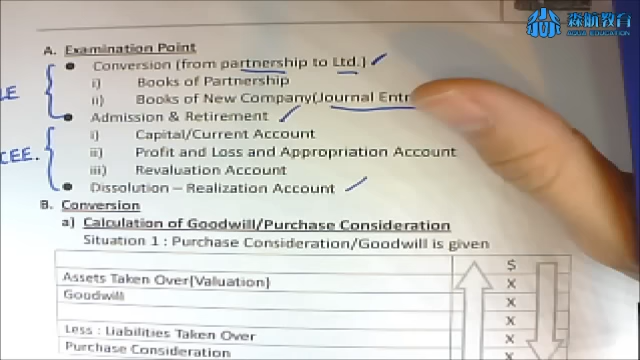 森航教育
AQUA EDUCATION
A. Examination Point
Conversion (from partnership to Ltd.)
i) Books of Partnership
LE
ii) Books of New Company(Journal Entr
Admission & Retirement
i) Capital/Current Account
CEE.
ii) Profit and Loss and Appropriation Account
iii) Revaluation Account
Dissolution – Realization Account
B. Conversion
a) Calculation of Goodwill/Purchase Consideration
Situation 1 : Purchase Consideration/Goodwill is given
$
Assets Taken Over(Valuation) X
Goodwill X
X
Less : Liabilities Taken Over X
Purchase Consideration X